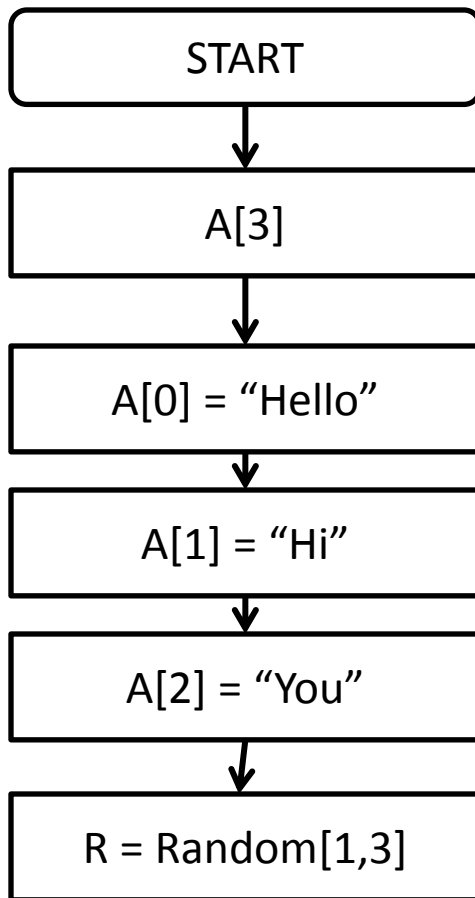 START
A[3]
A[0] = “Hello”
A[1] = “Hi”
A[2] = “You”
R = Random[1,3]